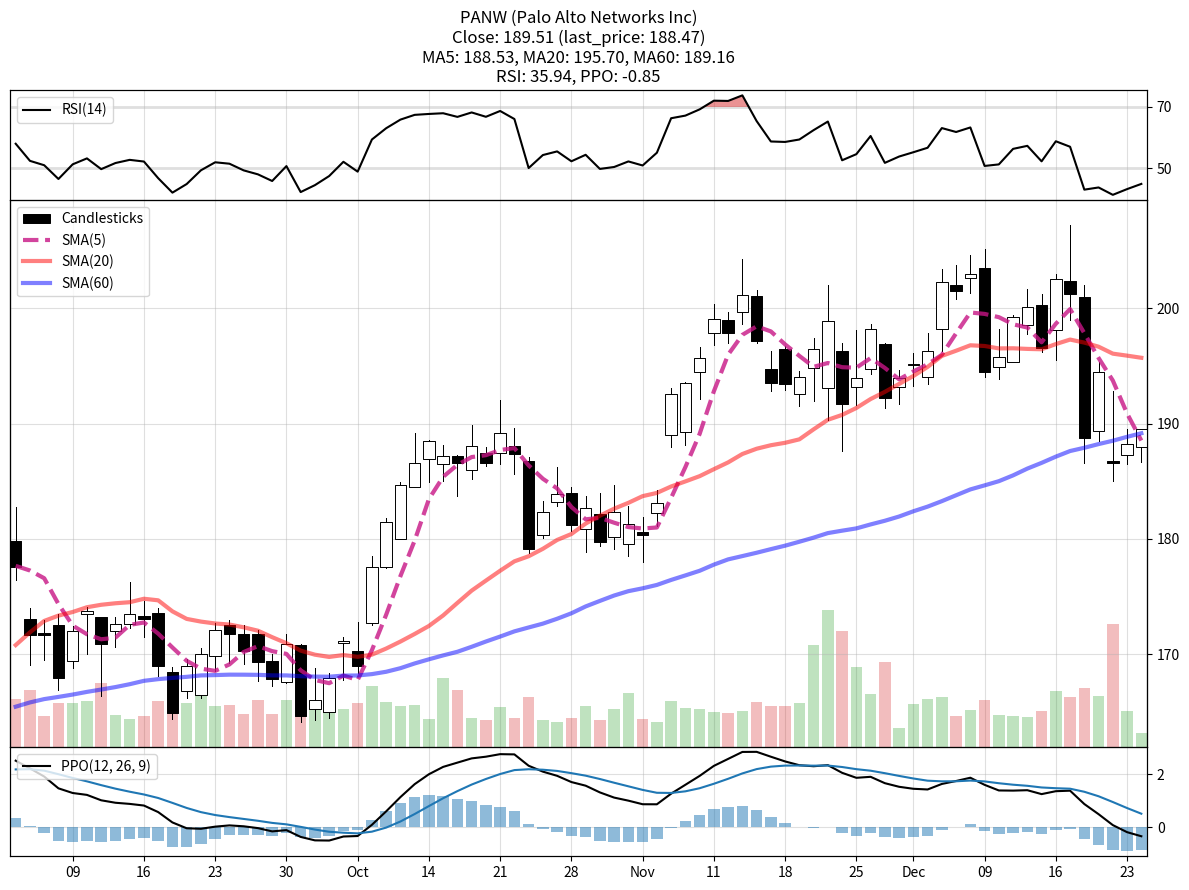 PANW (Palo Alto Networks Inc)
Close: 189.51 (last_price: 188.47)
MA5: 188.53, MA20: 195.70, MA60: 189.16
RSI: 35.94, PPO: -0.85
RSI(14)
70
50
Candlesticks
SMA(5)
SMA(20)
SMA(60)
200
190
180
170
PPO(12, 26, 9)
2
0
09 16 23 30 Oct 14 21 28 Nov 11 18 25 Dec 09 16 23